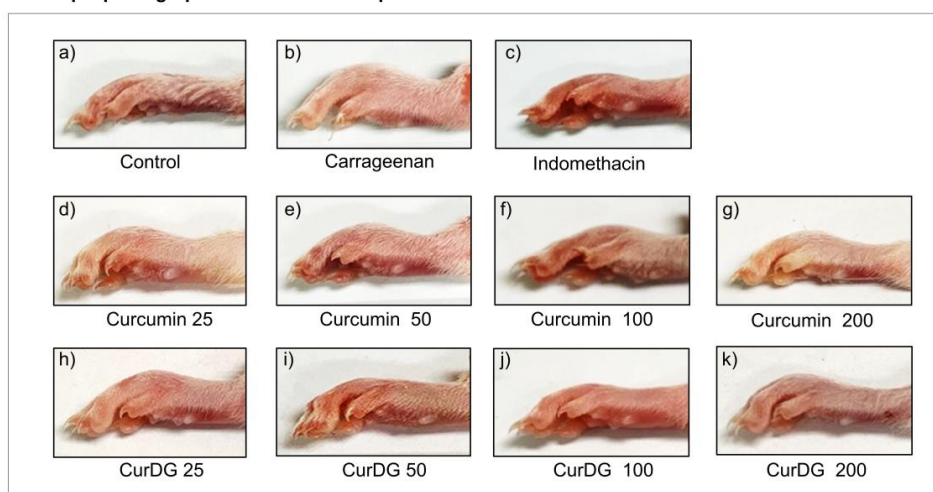 a)
b)
c)
Control
Carrageenan
Indomethacin
d)
e)
f)
g)
Curcumin 25
Curcumin 50
Curcumin 100
Curcumin 200
h)
i)
j)
k)
CurDG 25
CurDG 50
CurDG 100
CurDG 200